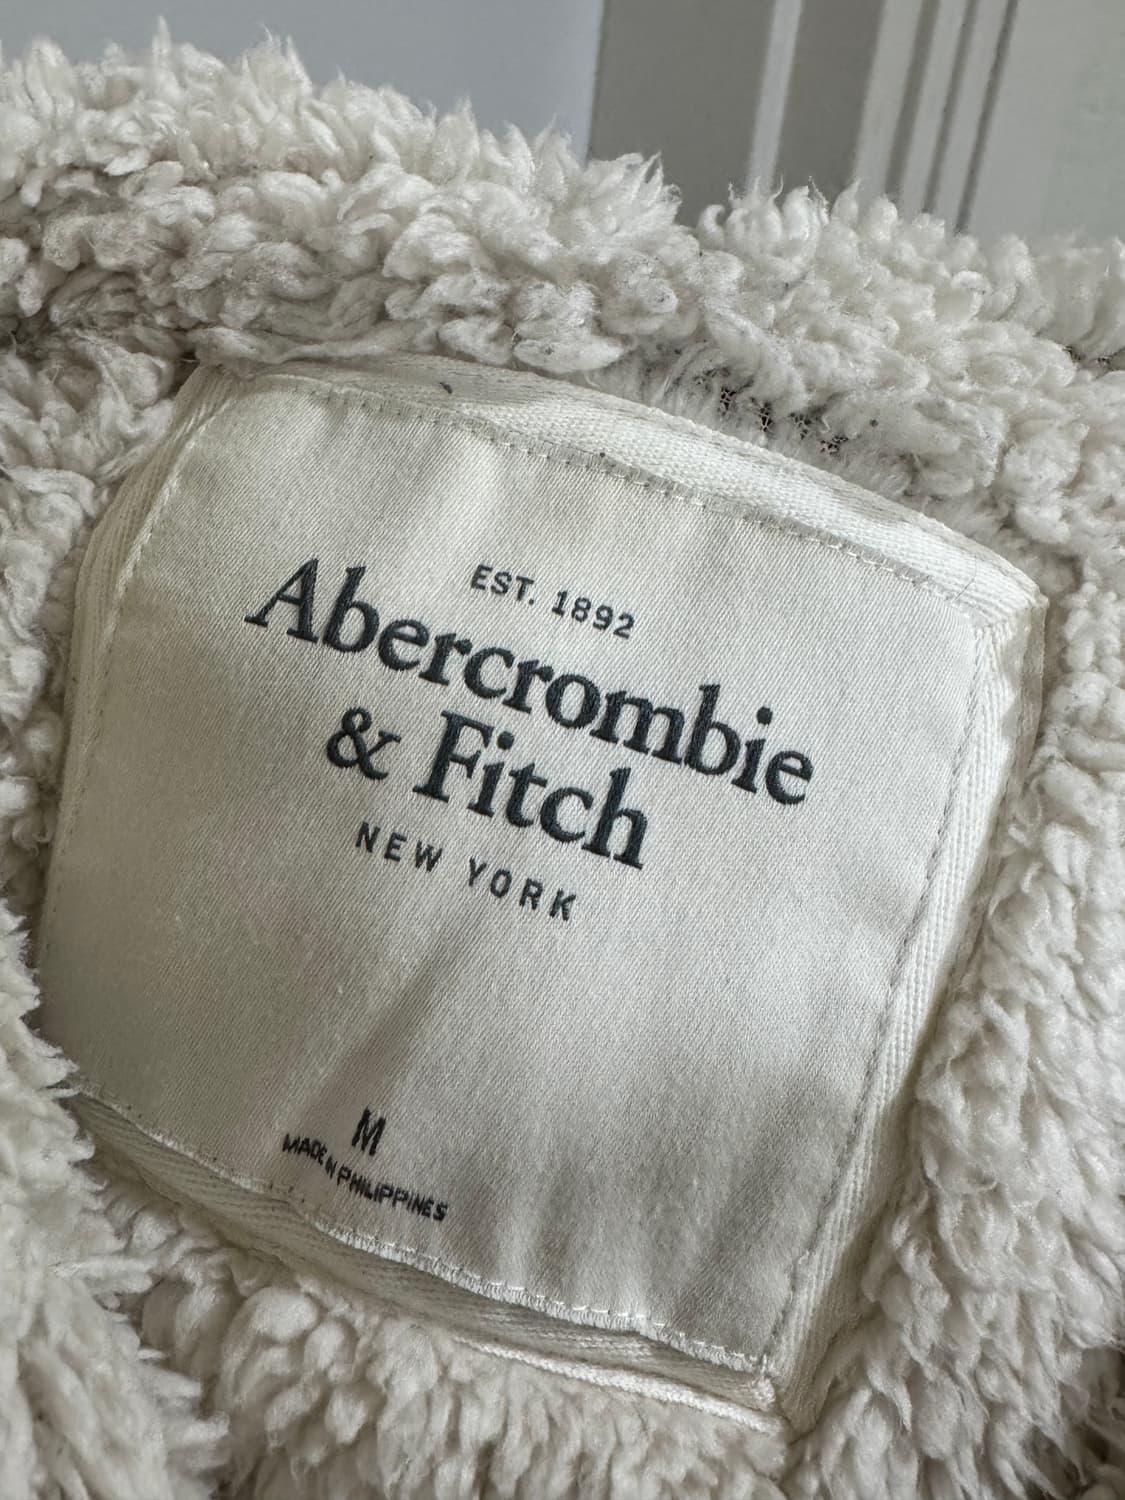 EST. 1892
Abercrombie
& Fitch
NEW YORK
M
MADE IN PHILIPPINES